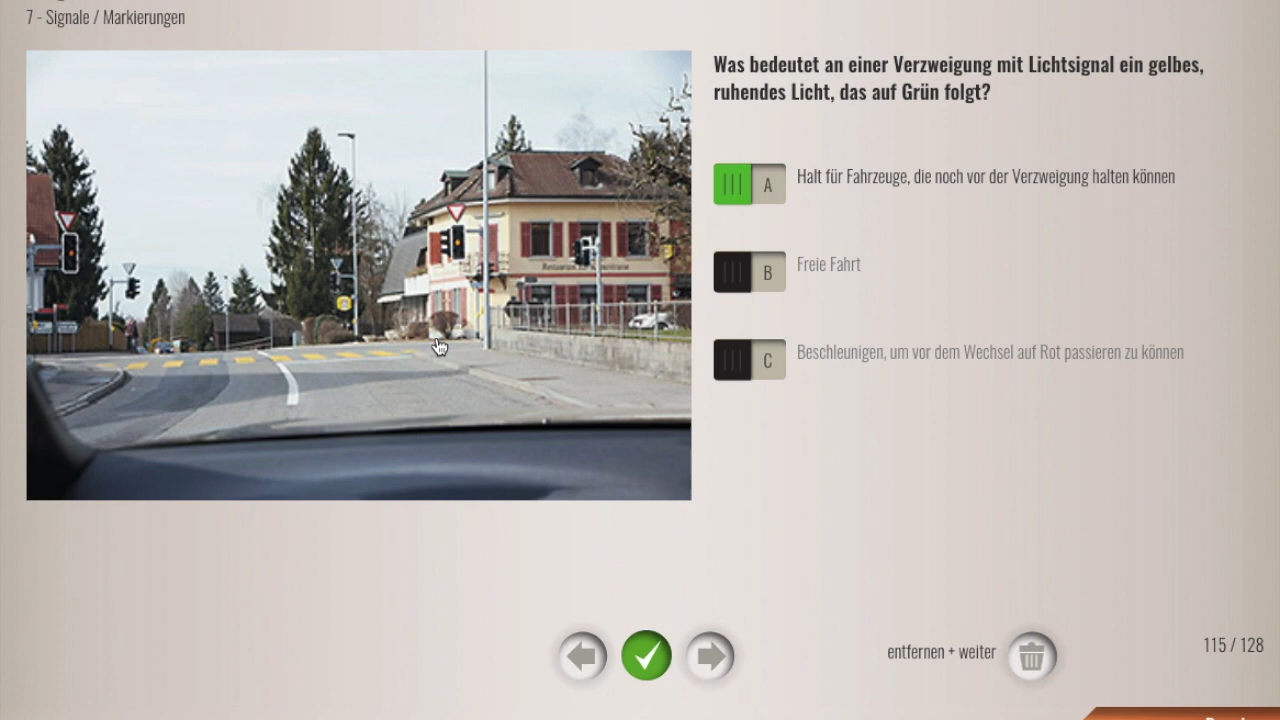 7 - Signale / Markierungen
Was bedeutet an einer Verzweigung mit Lichtsignal ein gelbes,
ruhendes Licht, das auf Grün folgt?
A
Halt für Fahrzeuge, die noch vor der Verzweigung halten können
B
Freie Fahrt
C
Beschleunigen, um vor dem Wechsel auf Rot passieren zu können
entfernen + weiter
115 / 128